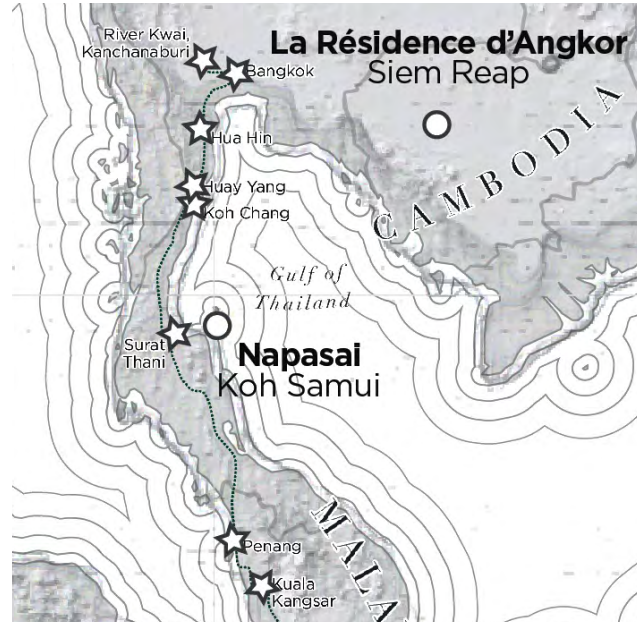 River Kwai,
Kanchanaburi
Bangkok
La Résidence d'Angkor
Siem Reap
Hua Hin
Huay Yang
Koh Chang
CAMBODIA
Gulf of
Thailand
Surat
Thani
Napasai
Koh Samui
Penang
Kuala
Kangsar
MALA